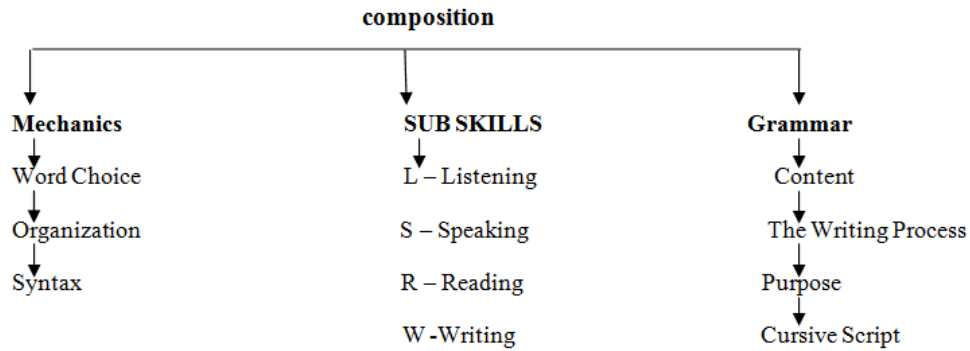 composition
Mechanics SUB SKILLS Grammar
Word Choice L – Listening Content
Organization S – Speaking The Writing Process
Syntax R – Reading Purpose
W -Writing Cursive Script